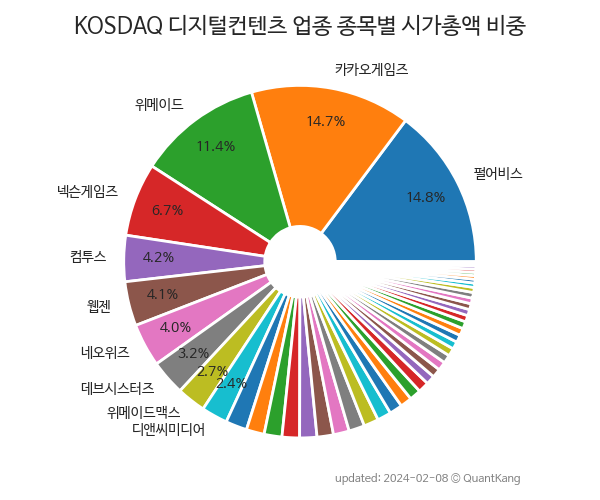 KOSDAQ 디지털컨텐츠 업종 종목별 시가총액 비중
카카오게임즈
위메이드
14.7%
11.4%
펄어비스
14.8%
넥슨게임즈
6.7%
컴투스
4.2%
웹젠
4.1%
네오위즈
4.0%
데브시스터즈
3.2%
위메이드맥스
2.7%
디앤씨미디어
2.4%
updated: 2024-02-08 © QuantKang